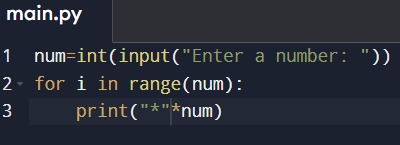 main.py
1 num=int(input("Enter a number: "))
2 for i in range(num):
3     print("*"*num)